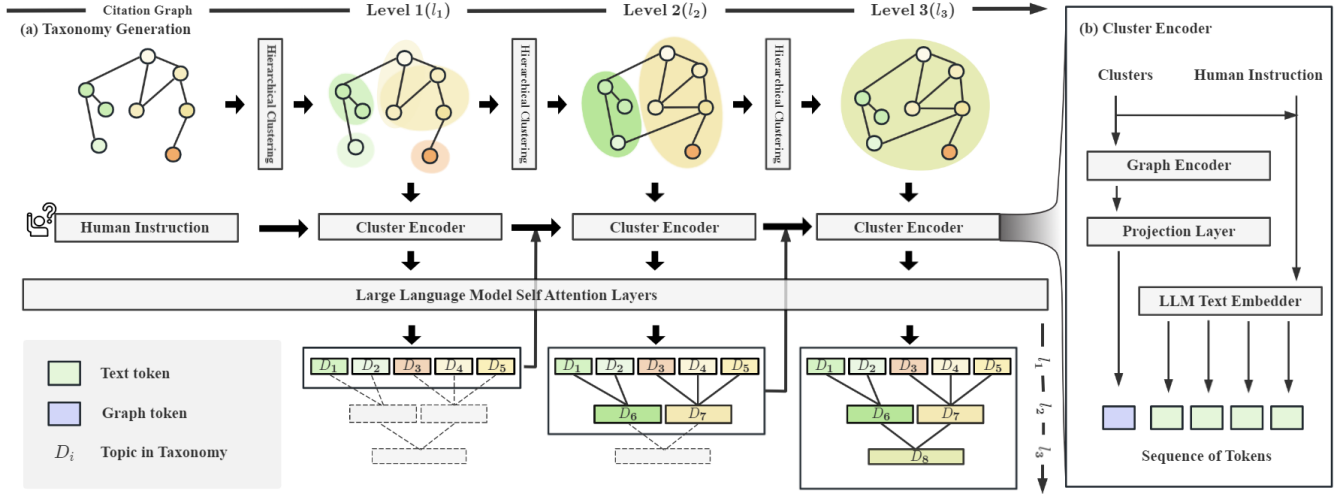 Citation Graph
Level 1(l₁)
Level 2(l₂)
Level 3(l₃)
(a) Taxonomy Generation
Hierarchical Clustering
Hierarchical Clustering
Hierarchical Clustering
Human Instruction
Cluster Encoder
Cluster Encoder
Cluster Encoder
Large Language Model Self Attention Layers
Text token
Graph token
D_i Topic in Taxonomy
D₁ D₂ D₃ D₄ D₅
D₁ D₂ D₃ D₄ D₅
D₆ D₇
D₁ D₂ D₃ D₄ D₅
D₆ D₇
D₈
l₁
l₂
l₃
(b) Cluster Encoder
Clusters
Human Instruction
Graph Encoder
Projection Layer
LLM Text Embedder
Sequence of Tokens